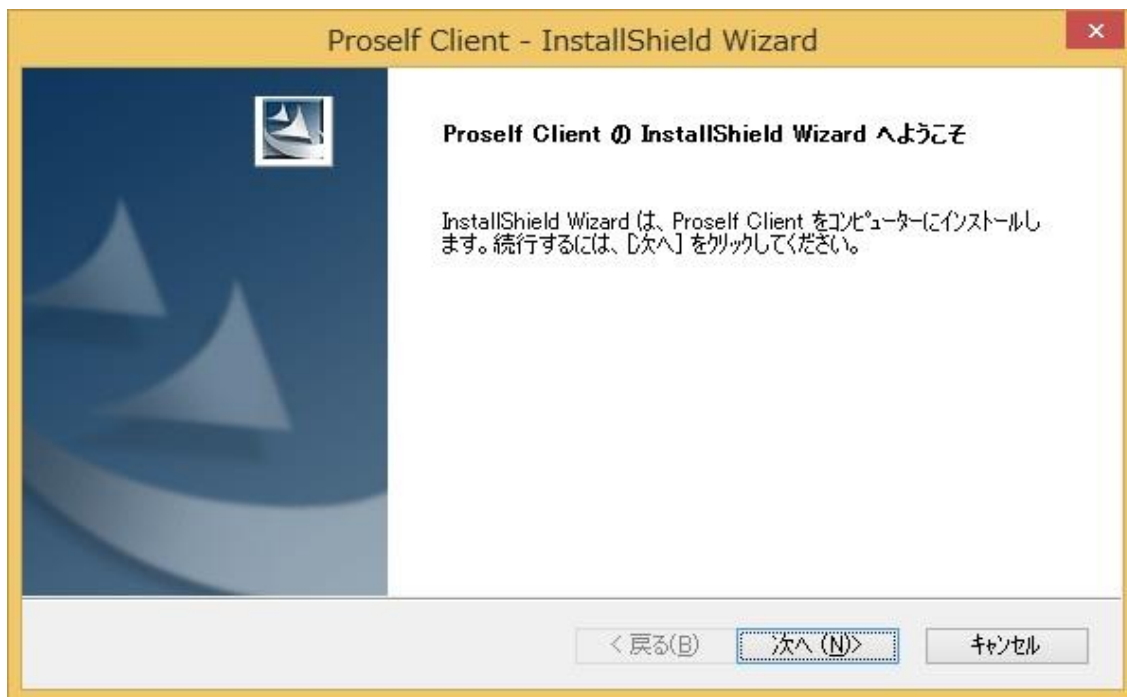 Proself Client - InstallShield Wizard
Proself Client の InstallShield Wizard へようこそ
InstallShield Wizard は、Proself Client をコンピューターにインストールし
ます。続行するには、[次へ] をクリックしてください。
< 戻る(B) 次へ (N)> キャンセル